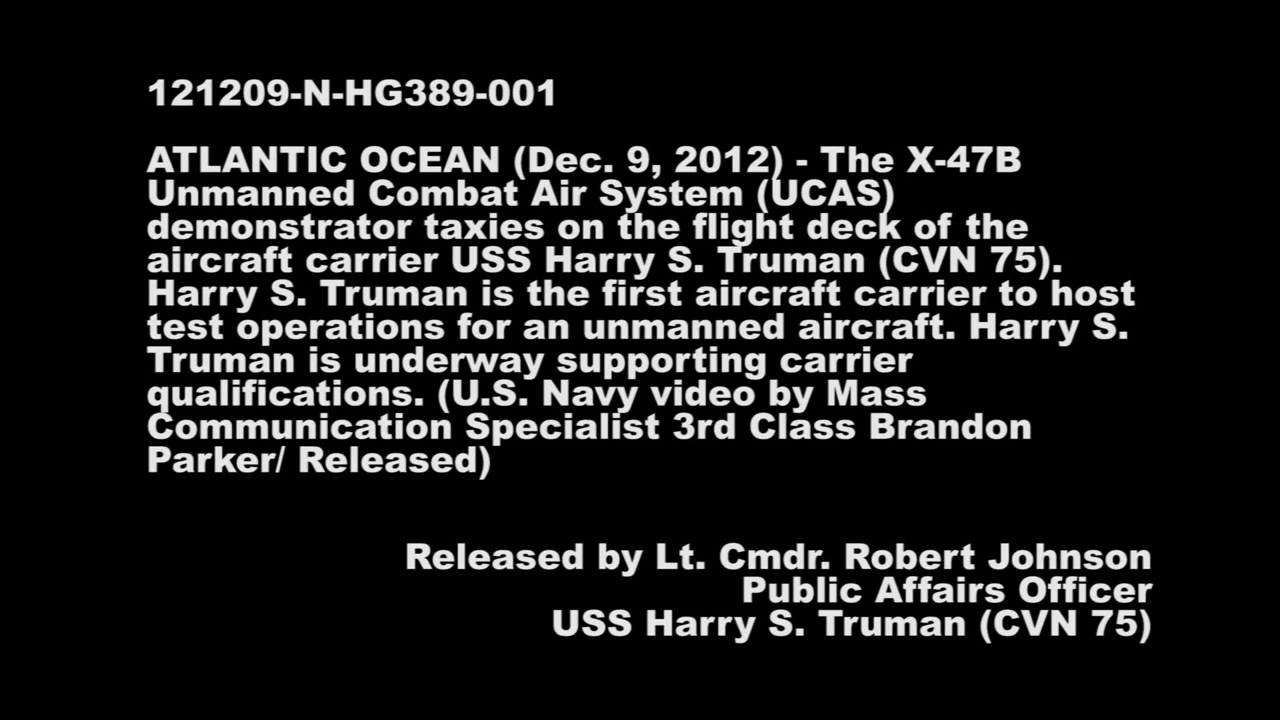 121209-N-HG389-001
ATLANTIC OCEAN (Dec. 9, 2012) - The X-47B
Unmanned Combat Air System (UCAS)
demonstrator taxies on the flight deck of the
aircraft carrier USS Harry S. Truman (CVN 75).
Harry S. Truman is the first aircraft carrier to host
test operations for an unmanned aircraft. Harry S.
Truman is underway supporting carrier
qualifications. (U.S. Navy video by Mass
Communication Specialist 3rd Class Brandon
Parker/ Released)
Released by Lt. Cmdr. Robert Johnson
Public Affairs Officer
USS Harry S. Truman (CVN 75)